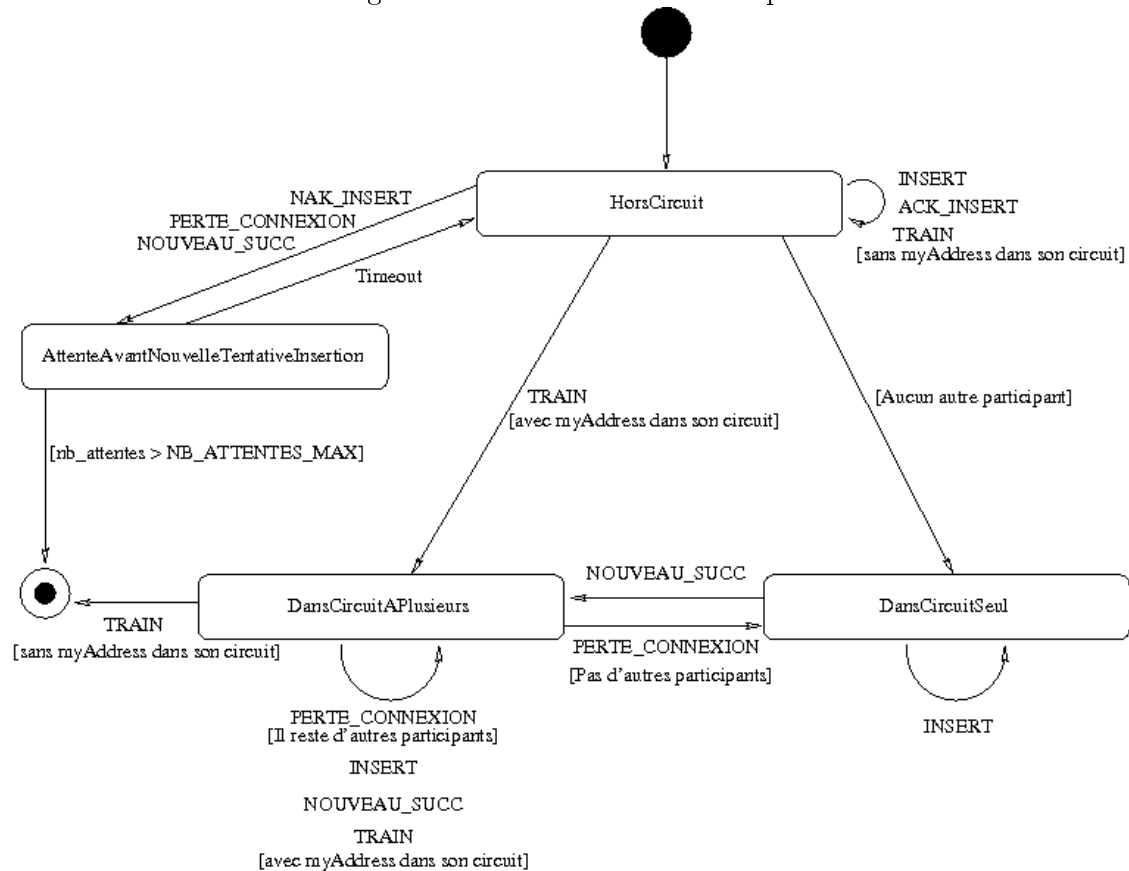 HorsCircuit
INSERT
ACK_INSERT
TRAIN
[sans myAddress dans son circuit]
NAK_INSERT
PERTE_CONNEXION
NOUVEAU_SUCC
Timeout
AttenteAvantNouvelleTentativeInsertion
TRAIN
[avec myAddress dans son circuit]
[Aucun autre participant]
[nb_attentes > NB_ATTENTES_MAX]
NOUVEAU_SUCC
DansCircuitAPlusieurs
DansCircuitSeul
TRAIN
[sans myAddress dans son circuit]
PERTE_CONNEXION
[Pas d'autres participants]
PERTE_CONNEXION
[Il reste d'autres participants]
INSERT
NOUVEAU_SUCC
TRAIN
[avec myAddress dans son circuit]
INSERT